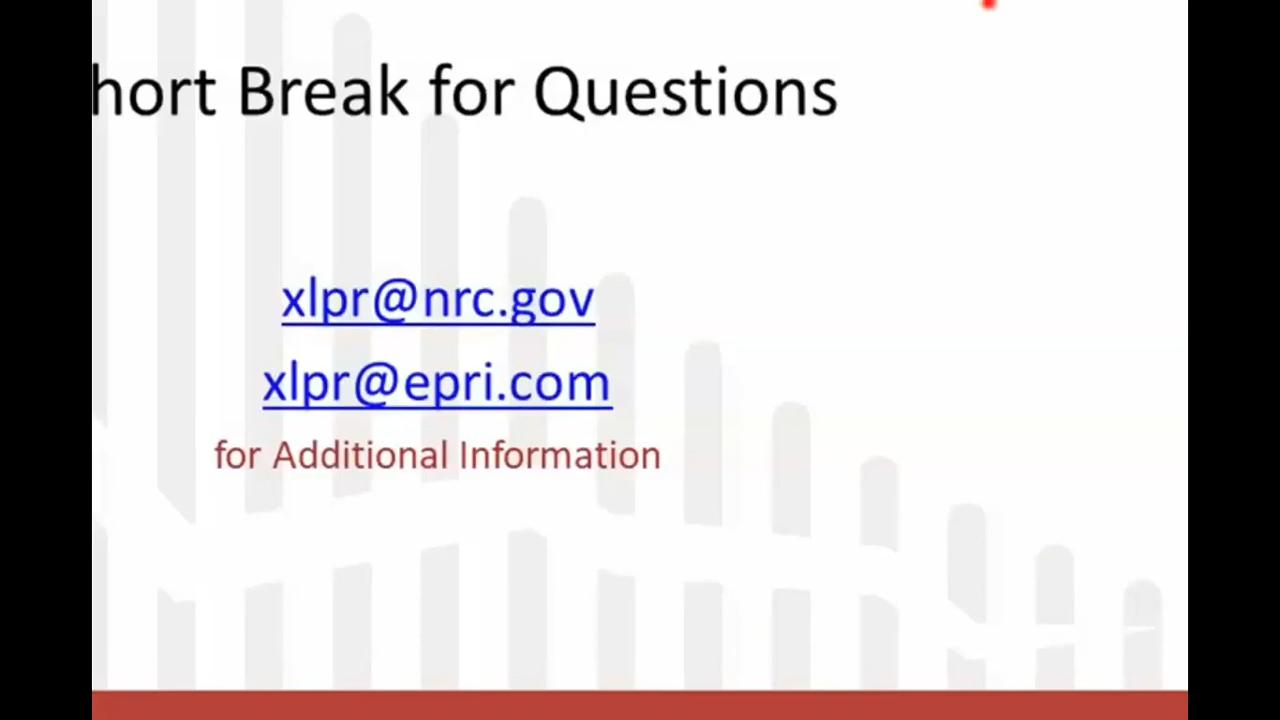 hort Break for Questions
xlpr@nrc.gov
xlpr@epri.com
for Additional Information